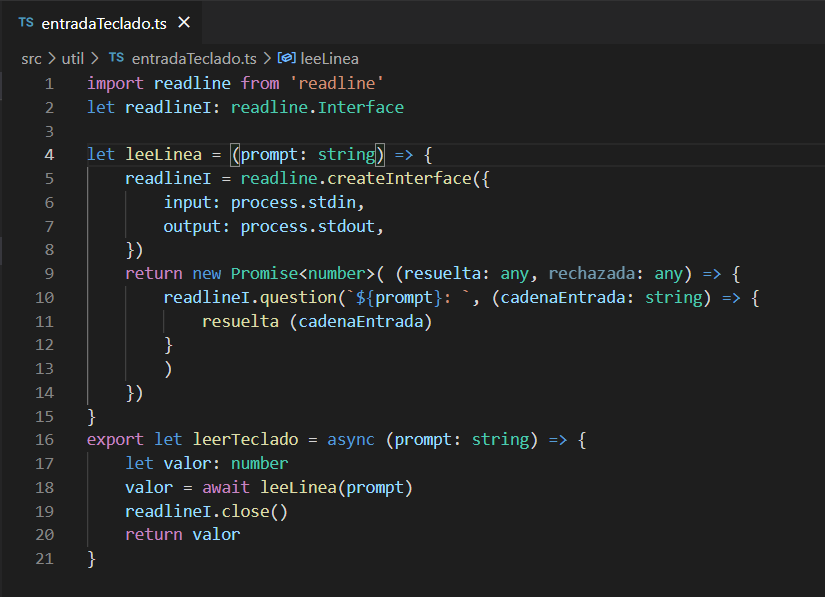 TS entradaTeclado.ts ✕
src > util > TS entradaTeclado.ts > leeLinea
1 import readline from 'readline'
2 let readlineI: readline.Interface
3
4 let leeLinea = (prompt: string) => {
5     readlineI = readline.createInterface({
6         input: process.stdin,
7         output: process.stdout,
8     })
9     return new Promise<number>( (resuelta: any, rechazada: any) => {
10         readlineI.question(`${prompt}: `, (cadenaEntrada: string) => {
11             resuelta (cadenaEntrada)
12         }
13         )
14     })
15 }
16 export let leerTeclado = async (prompt: string) => {
17     let valor: number
18     valor = await leeLinea(prompt)
19     readlineI.close()
20     return valor
21 }